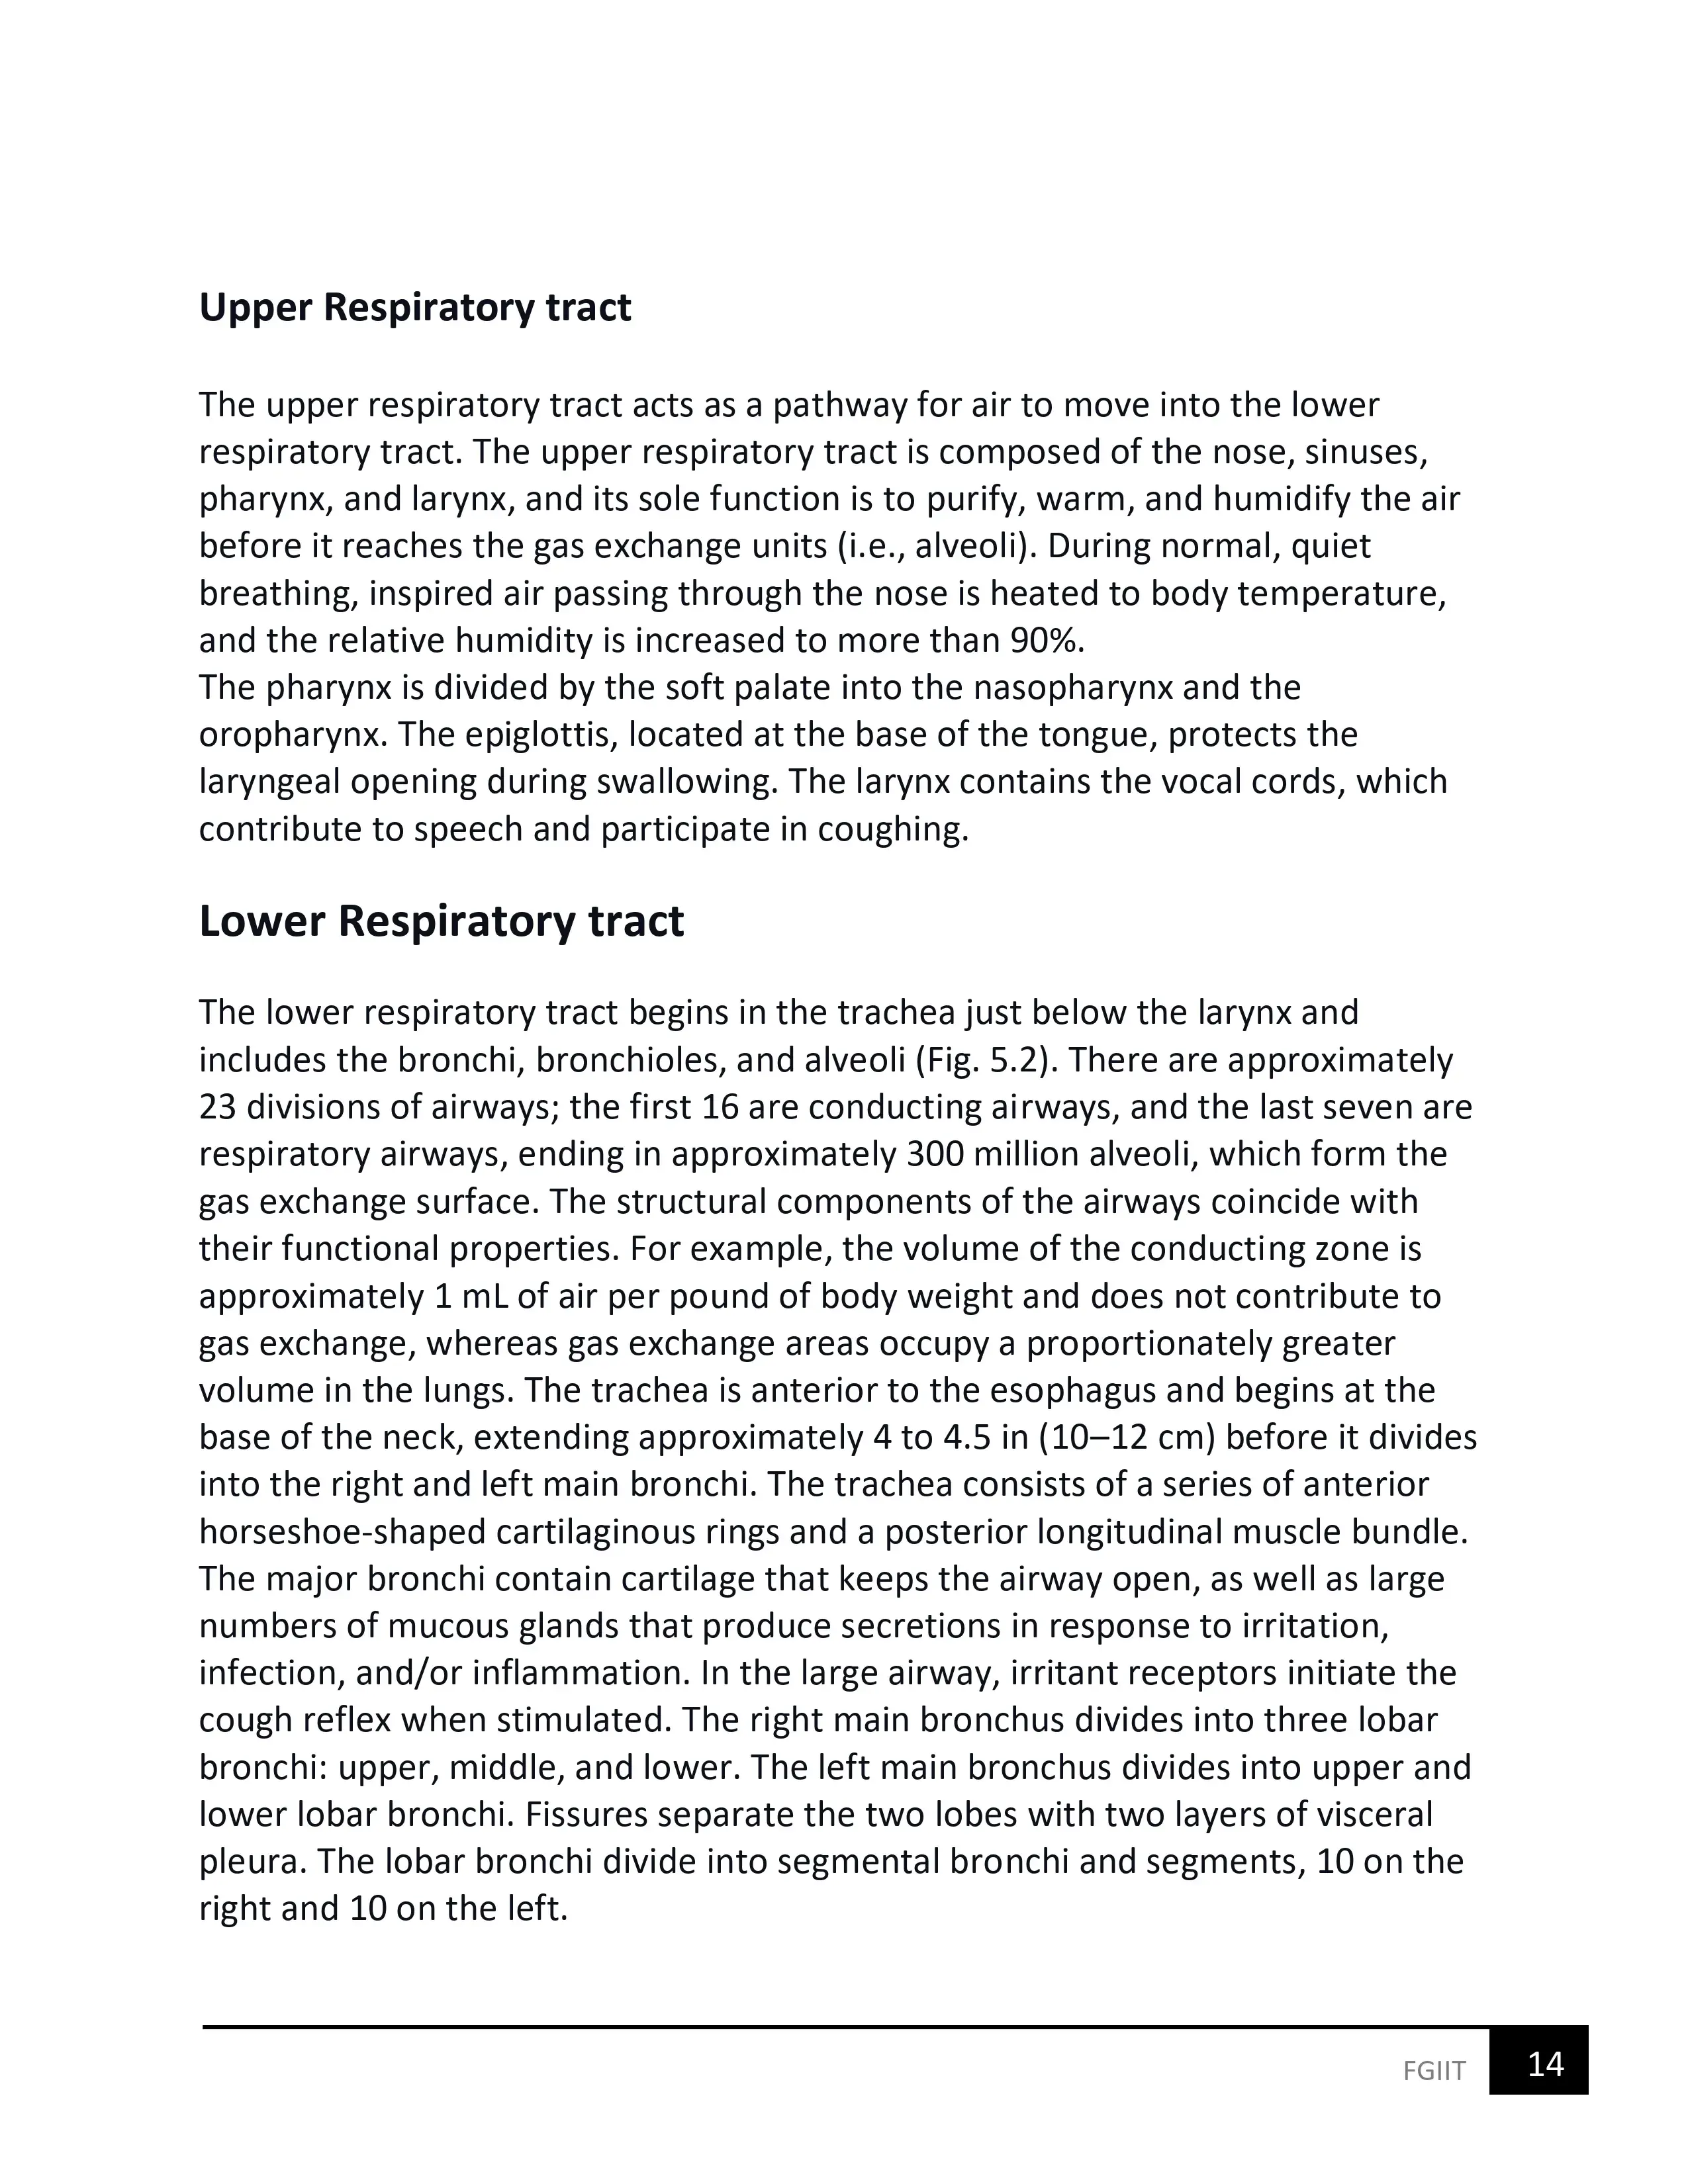 Upper Respiratory tract
The upper respiratory tract acts as a pathway for air to move into the lower
respiratory tract. The upper respiratory tract is composed of the nose, sinuses,
pharynx, and larynx, and its sole function is to purify, warm, and humidify the air
before it reaches the gas exchange units (i.e., alveoli). During normal, quiet
breathing, inspired air passing through the nose is heated to body temperature,
and the relative humidity is increased to more than 90%.
The pharynx is divided by the soft palate into the nasopharynx and the
oropharynx. The epiglottis, located at the base of the tongue, protects the
laryngeal opening during swallowing. The larynx contains the vocal cords, which
contribute to speech and participate in coughing.
Lower Respiratory tract
The lower respiratory tract begins in the trachea just below the larynx and
includes the bronchi, bronchioles, and alveoli (Fig. 5.2). There are approximately
23 divisions of airways; the first 16 are conducting airways, and the last seven are
respiratory airways, ending in approximately 300 million alveoli, which form the
gas exchange surface. The structural components of the airways coincide with
their functional properties. For example, the volume of the conducting zone is
approximately 1 mL of air per pound of body weight and does not contribute to
gas exchange, whereas gas exchange areas occupy a proportionately greater
volume in the lungs. The trachea is anterior to the esophagus and begins at the
base of the neck, extending approximately 4 to 4.5 in (10–12 cm) before it divides
into the right and left main bronchi. The trachea consists of a series of anterior
horseshoe-shaped cartilaginous rings and a posterior longitudinal muscle bundle.
The major bronchi contain cartilage that keeps the airway open, as well as large
numbers of mucous glands that produce secretions in response to irritation,
infection, and/or inflammation. In the large airway, irritant receptors initiate the
cough reflex when stimulated. The right main bronchus divides into three lobar
bronchi: upper, middle, and lower. The left main bronchus divides into upper and
lower lobar bronchi. Fissures separate the two lobes with two layers of visceral
pleura. The lobar bronchi divide into segmental bronchi and segments, 10 on the
right and 10 on the left.
FGIIT 14